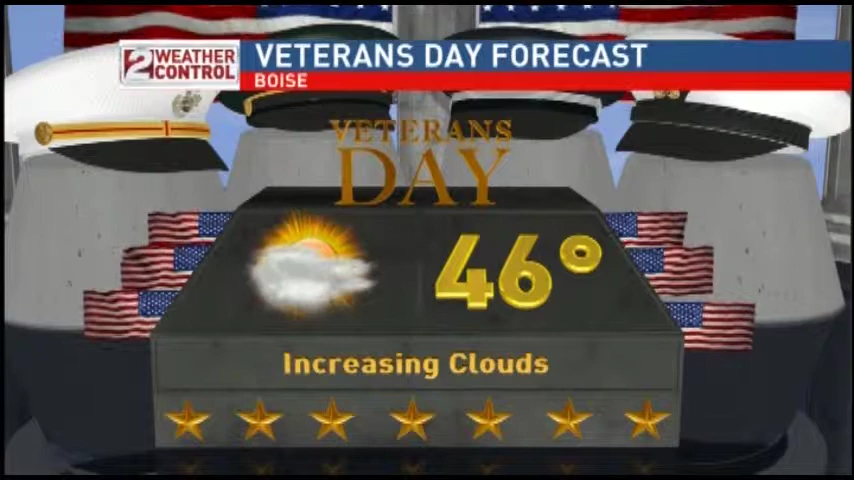 2 WEATHER CONTROL
VETERANS DAY FORECAST
BOISE
VETERANS
DAY
46°
Increasing Clouds